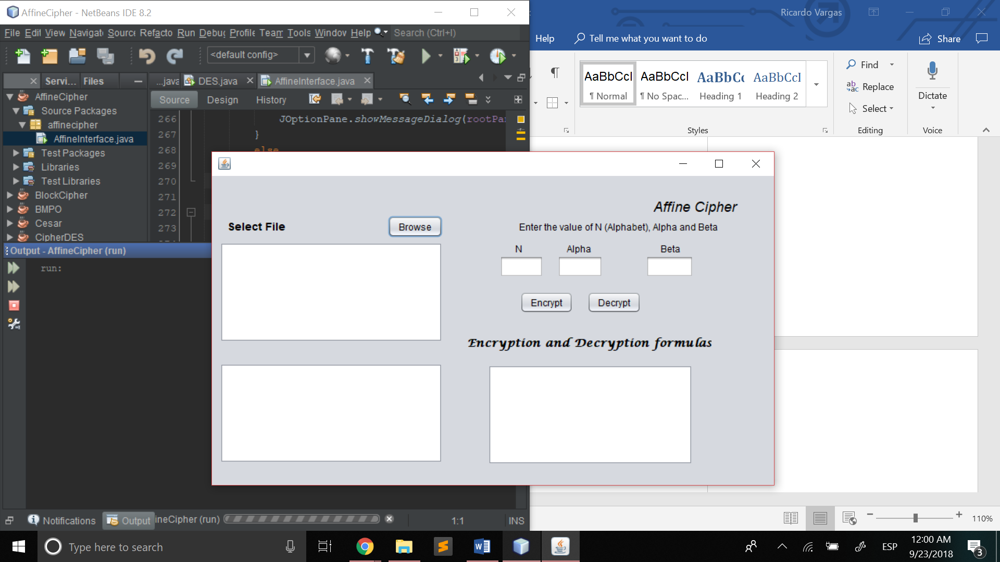 AffineCipher - NetBeans IDE 8.2
File Edit View Navigat Source Refacto Run Debug Profile Team Tools Window Help Search (Ctrl+I)
<default config>
Servi... Files
...java DES.java AffineInterface.java
Source Design History
AffineCipher
Source Packages
affinecipher
AffineInterface.java
Test Packages
Libraries
Test Libraries
BlockCipher
BMPO
Cesar
CipherDES
266 JOptionPane.showMessageDialog(rootPa
267 }
268 else
269
270
271
272
273
Output - AffineCipher (run)
run:
Notifications Output ineCipher (run) 1:1 INS
Ricardo Vargas
Help Tell me what you want to do Share
AaBbCcI AaBbCcI AaBbC AaBbCcI
¶ Normal ¶ No Spac... Heading 1 Heading 2
Styles
Find
Replace
Select
Editing
Dictate
Voice
Affine Cipher
Select File Browse
Enter the value of N (Alphabet), Alpha and Beta
N Alpha Beta
Encrypt Decrypt
Encryption and Decryption formulas
110%
Type here to search
ESP
12:00 AM
9/23/2018
3